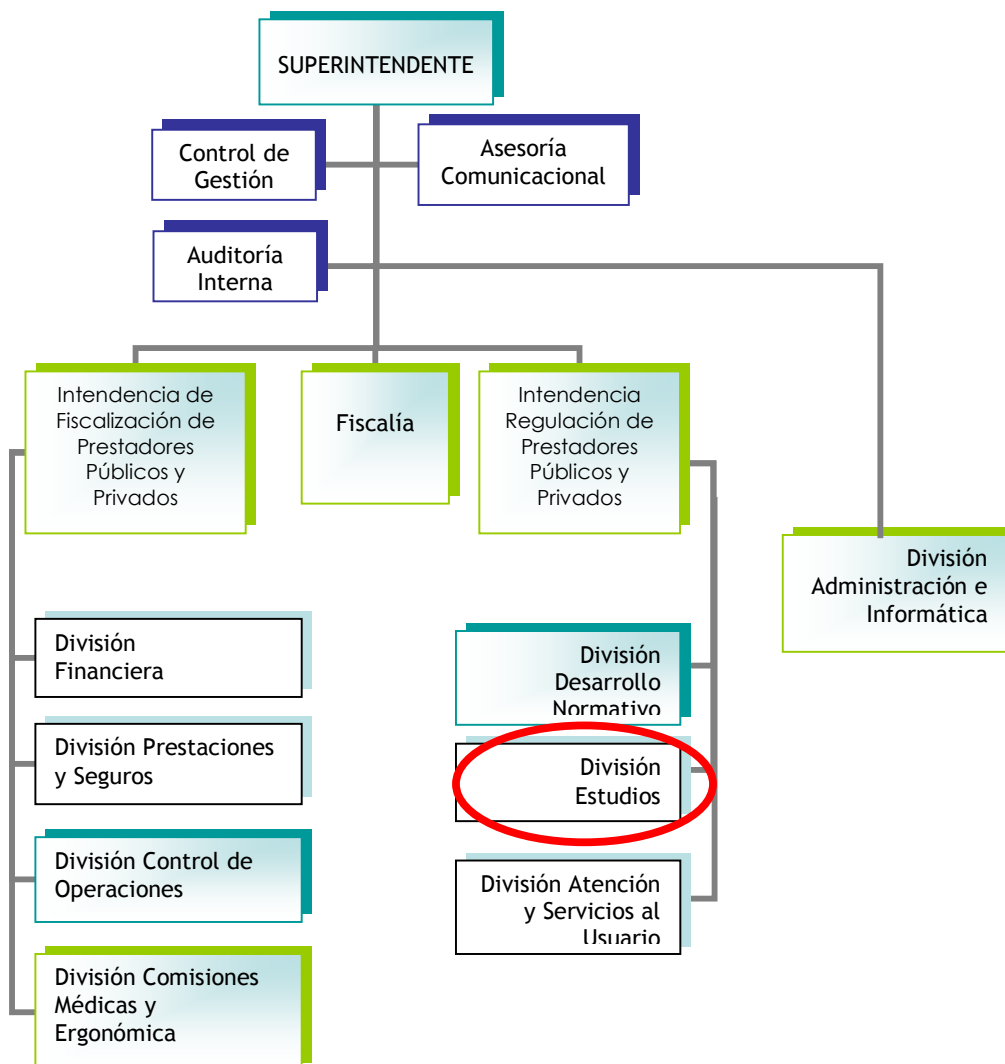 SUPERINTENDENTE
Control de
Gestión
Asesoría
Comunicacional
Auditoría
Interna
Intendencia de
Fiscalización de
Prestadores
Públicos y
Privados
Fiscalía
Intendencia
Regulación de
Prestadores
Públicos y
Privados
División
Administración e
Informática
División
Financiera
División Prestaciones
y Seguros
División Control de
Operaciones
División Comisiones
Médicas y
Ergonómica
División
Desarrollo
Normativo
División
Estudios
División Atención
y Servicios al
Usuario